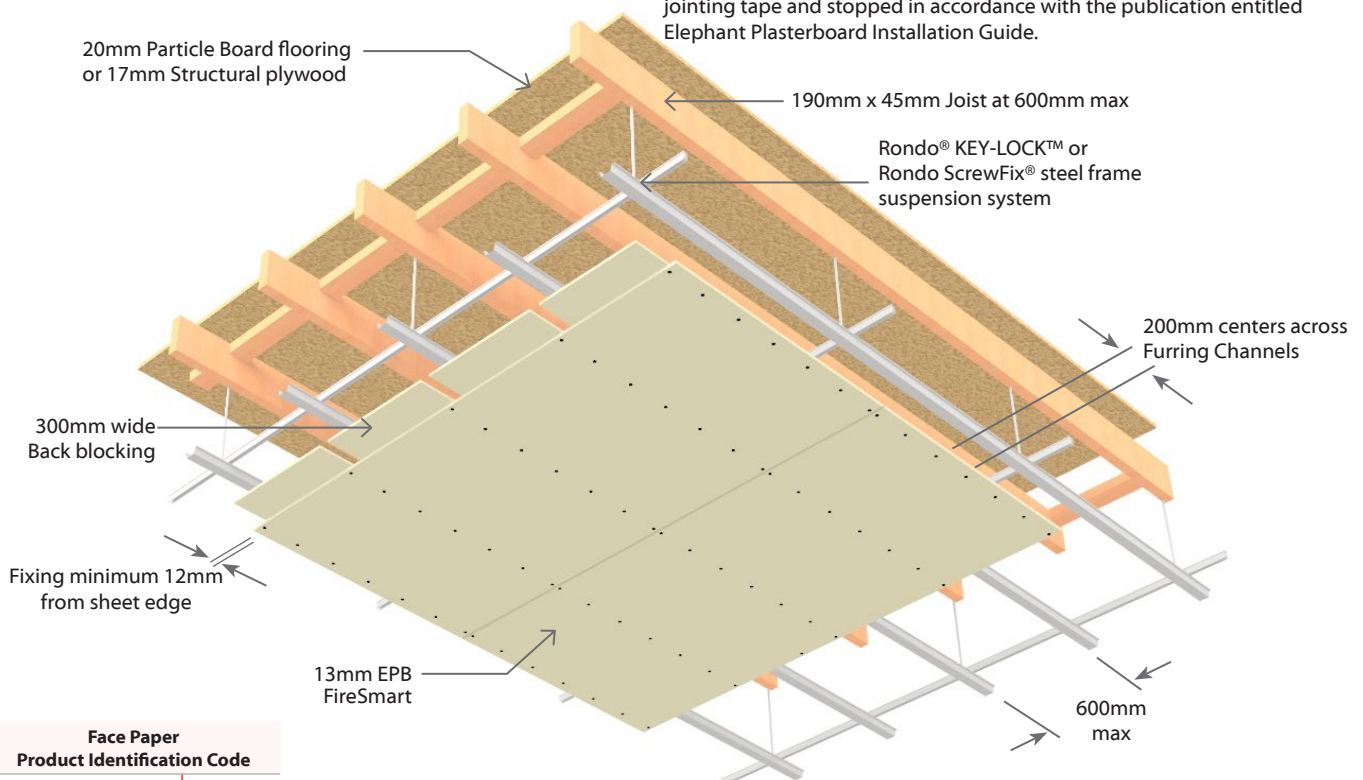 jointing tape and stopped in accordance with the publication entitled
Elephant Plasterboard Installation Guide.
20mm Particle Board flooring
or 17mm Structural plywood
190mm x 45mm Joist at 600mm max
Rondo® KEY-LOCK™ or
Rondo ScrewFix® steel frame
suspension system
200mm centers across
Furring Channels
300mm wide
Back blocking
Fixing minimum 12mm
from sheet edge
13mm EPB
FireSmart
600mm
max
Face Paper
Product Identification Code